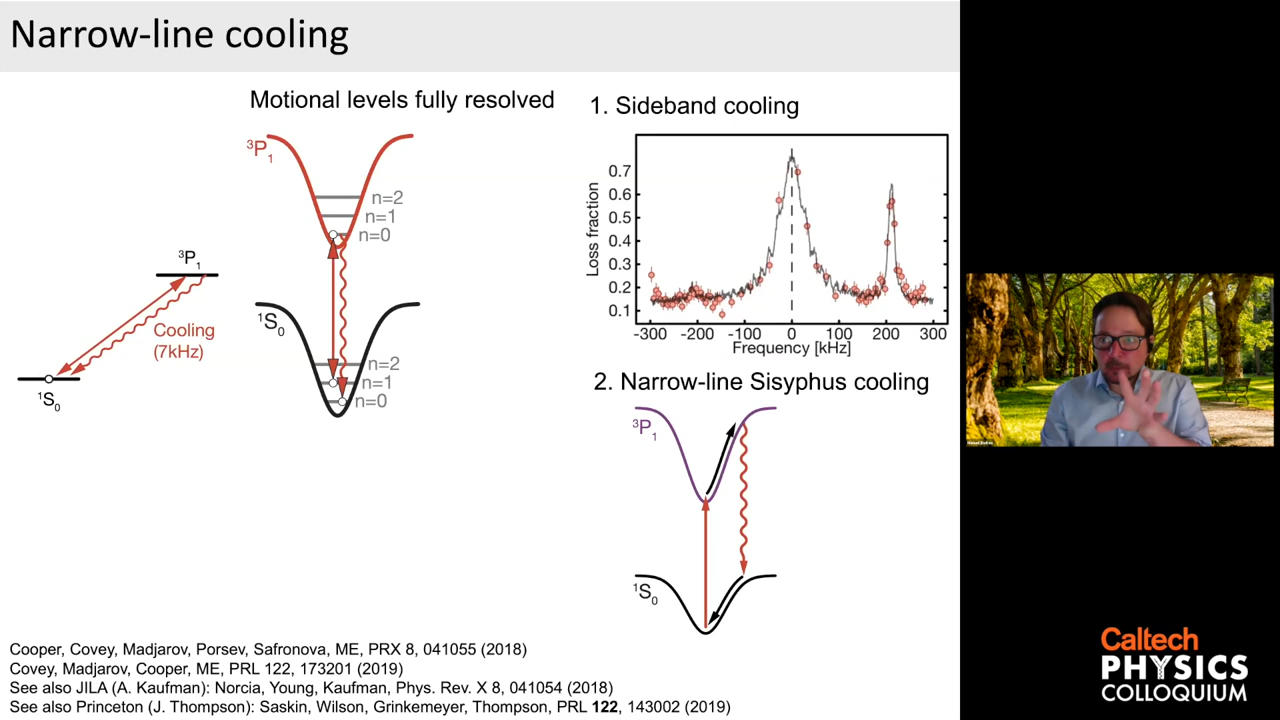 Narrow-line cooling
Motional levels fully resolved
³P₁
n=2
n=1
n=0
¹S₀
n=2
n=1
n=0
³P₁
Cooling
(7kHz)
¹S₀
1. Sideband cooling
Loss fraction
0.7
0.6
0.5
0.4
0.3
0.2
0.1
-300 -200 -100 0 100 200 300
Frequency [kHz]
2. Narrow-line Sisyphus cooling
³P₁
¹S₀
Cooper, Covey, Madjarov, Porsev, Safronova, ME, PRX 8, 041055 (2018)
Covey, Madjarov, Cooper, ME, PRL 122, 173201 (2019)
See also JILA (A. Kaufman): Norcia, Young, Kaufman, Phys. Rev. X 8, 041054 (2018)
See also Princeton (J. Thompson): Saskin, Wilson, Grinkemeyer, Thompson, PRL 122, 143002 (2019)
Caltech
PHYSICS
COLLOQUIUM